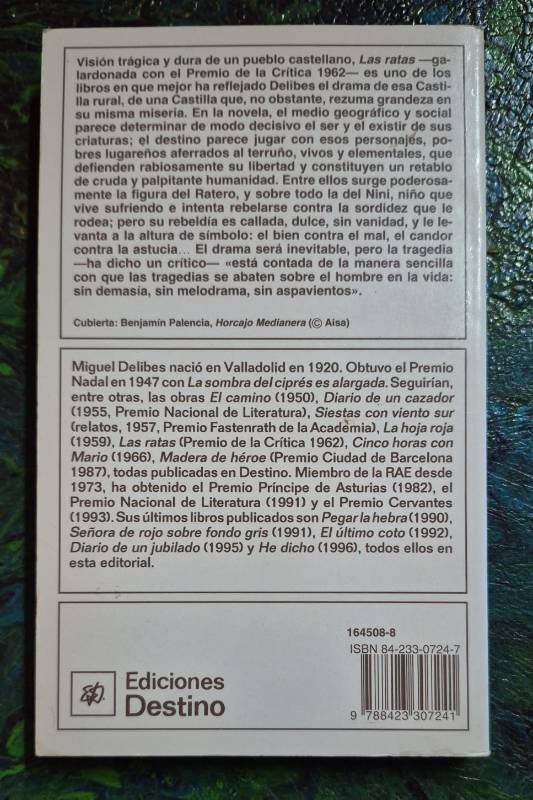 Visión trágica y dura de un pueblo castellano, Las ratas —ga-
lardonada con el Premio de la Crítica 1962— es uno de los
libros en que mejor ha reflejado Delibes el drama de esa Casti-
lla rural, de una Castilla que, no obstante, rezuma grandeza en
su misma miseria. En la novela, el medio geográfico y social
parece determinar de modo decisivo el ser y el existir de sus
criaturas; el destino parece jugar con esos personajes, po-
bres lugareños aferrados al terruño, vivos y elementales, que
defienden rabiosamente su libertad y constituyen un retablo
de cruda y palpitante humanidad. Entre ellos surge poderosa-
mente la figura del Ratero, y sobre todo la del Nini, niño que
vive sufriendo e intenta rebelarse contra la sordidez que le
rodea; pero su rebeldía es callada, dulce, sin vanidad, y le le-
vanta a la altura de símbolo: el bien contra el mal, el candor
contra la astucia... El drama será inevitable, pero la tragedia
—ha dicho un crítico— «está contada de la manera sencilla
con que las tragedias se abaten sobre el hombre en la vida:
sin demasía, sin melodrama, sin aspavientos».
Cubierta: Benjamín Palencia, Horcajo Medianera (© Aisa)
Miguel Delibes nació en Valladolid en 1920. Obtuvo el Premio
Nadal en 1947 con La sombra del ciprés es alargada. Seguirían,
entre otras, las obras El camino (1950), Diario de un cazador
(1955, Premio Nacional de Literatura), Siestas con viento sur
(relatos, 1957, Premio Fastenrath de la Academia), La hoja roja
(1959), Las ratas (Premio de la Crítica 1962), Cinco horas con
Mario (1966), Madera de héroe (Premio Ciudad de Barcelona
1987), todas publicadas en Destino. Miembro de la RAE desde
1973, ha obtenido el Premio Príncipe de Asturias (1982), el
Premio Nacional de Literatura (1991) y el Premio Cervantes
(1993). Sus últimos libros publicados son Pegar la hebra (1990),
Señora de rojo sobre fondo gris (1991), El último coto (1992),
Diario de un jubilado (1995) y He dicho (1996), todos ellos en
esta editorial.
164508-8
ISBN 84-233-0724-7
9 788423 307241
Ediciones
Destino